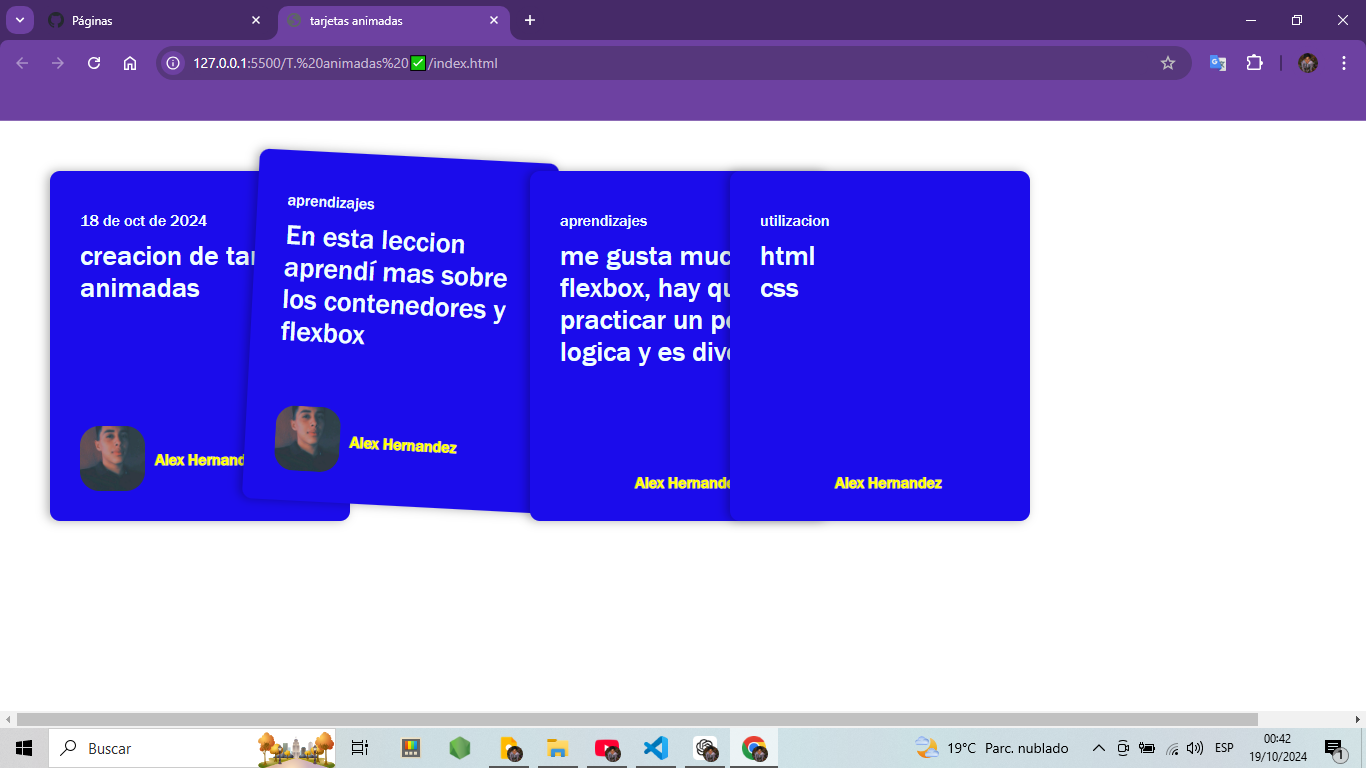 Páginas
tarjetas animadas
127.0.0.1:5500/T.%20animadas%20✅/index.html
18 de oct de 2024
creacion de tar
animadas
Alex Hernand
aprendizajes
En esta leccion
aprendí mas sobre
los contenedores y
flexbox
Alex Hernandez
aprendizajes
me gusta muc
flexbox, hay qu
practicar un po
logica y es dive
Alex Hernande
utilizacion
html
css
Alex Hernandez
Buscar
19°C Parc. nublado
ESP
00:42
19/10/2024
1